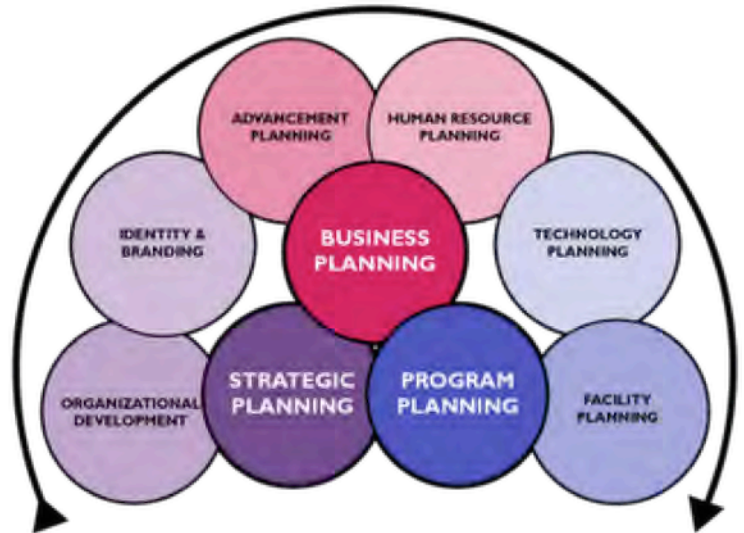 ADVANCEMENT
PLANNING
HUMAN RESOURCE
PLANNING
IDENTITY &
BRANDING
BUSINESS
PLANNING
TECHNOLOGY
PLANNING
ORGANIZATIONAL
DEVELOPMENT
STRATEGIC
PLANNING
PROGRAM
PLANNING
FACILITY
PLANNING